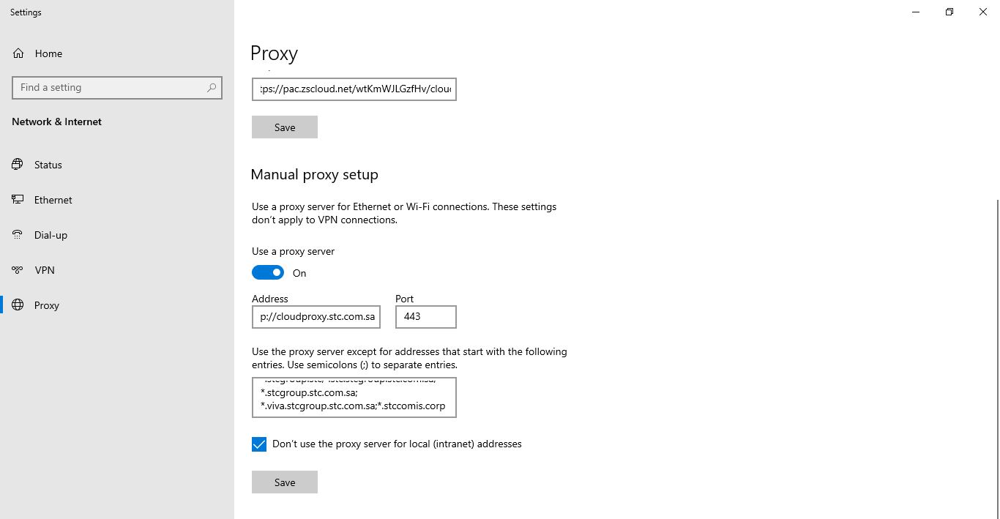 Settings
Home
Find a setting
Network & Internet
Status
Ethernet
Dial-up
VPN
Proxy
Proxy
tps://pac.zscloud.net/wtKmWJLGzfHv/clou
Save
Manual proxy setup
Use a proxy server for Ethernet or Wi-Fi connections. These settings
don't apply to VPN connections.
Use a proxy server
On
Address
Port
p://cloudproxy.stc.com.sa
443
Use the proxy server except for addresses that start with the following
entries. Use semicolons (;) to separate entries.
*.stcgroup.stc.com.sa;
*.viva.stcgroup.stc.com.sa;*.stccomis.corp
Don't use the proxy server for local (intranet) addresses
Save